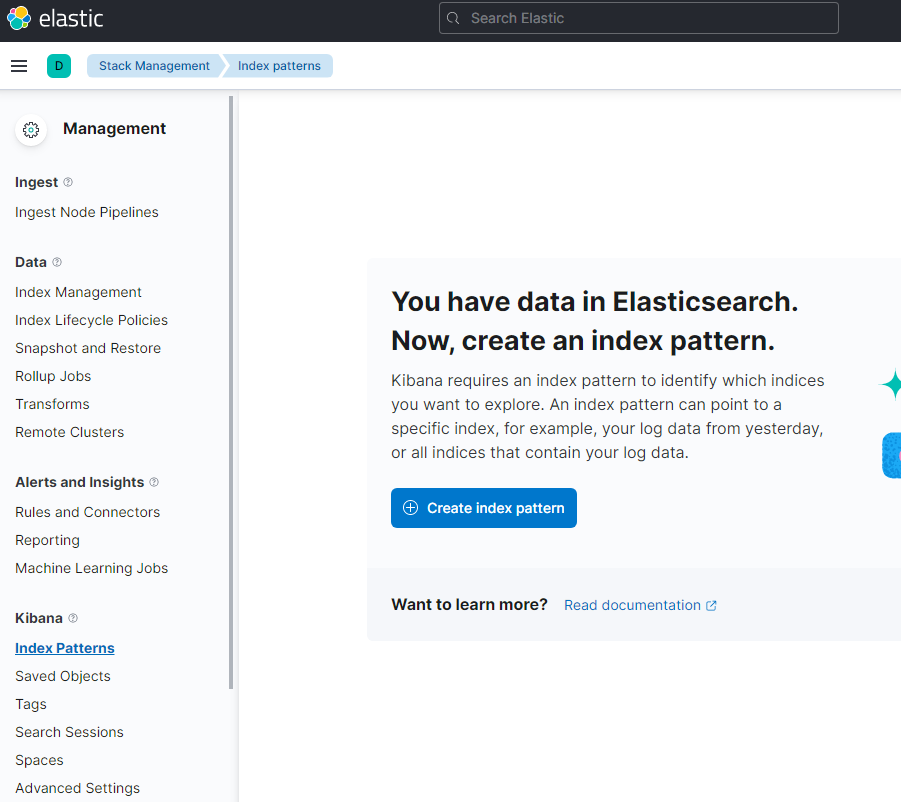 elastic
Search Elastic
D
Stack Management
Index patterns
Management
Ingest
Ingest Node Pipelines
Data
Index Management
Index Lifecycle Policies
Snapshot and Restore
Rollup Jobs
Transforms
Remote Clusters
Alerts and Insights
Rules and Connectors
Reporting
Machine Learning Jobs
Kibana
Index Patterns
Saved Objects
Tags
Search Sessions
Spaces
Advanced Settings
You have data in Elasticsearch.
Now, create an index pattern.
Kibana requires an index pattern to identify which indices
you want to explore. An index pattern can point to a
specific index, for example, your log data from yesterday,
or all indices that contain your log data.
Create index pattern
Want to learn more?
Read documentation